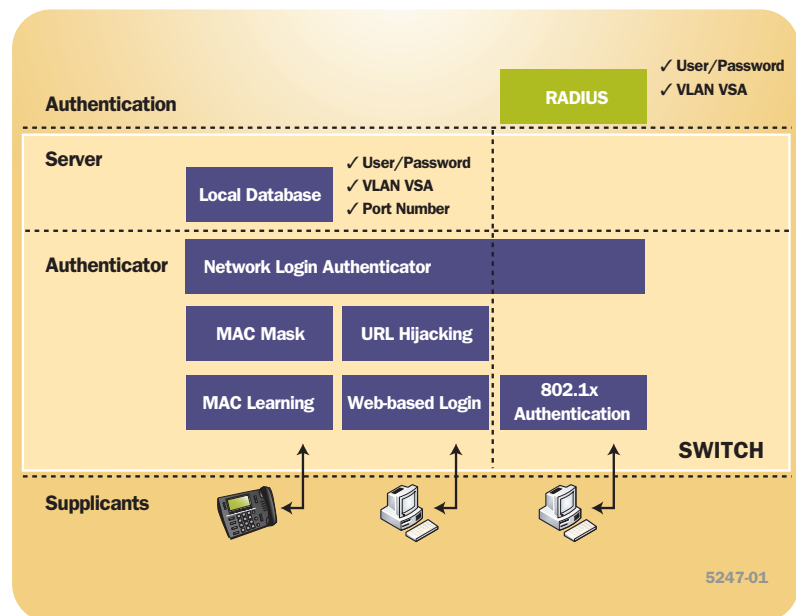 ✓ User/Password
RADIUS
✓ VLAN VSA
Authentication
Server
✓ User/Password
Local Database
✓ VLAN VSA
✓ Port Number
Authenticator
Network Login Authenticator
MAC Mask
URL Hijacking
MAC Learning
Web-based Login
802.1x
Authentication
SWITCH
Supplicants
5247-01